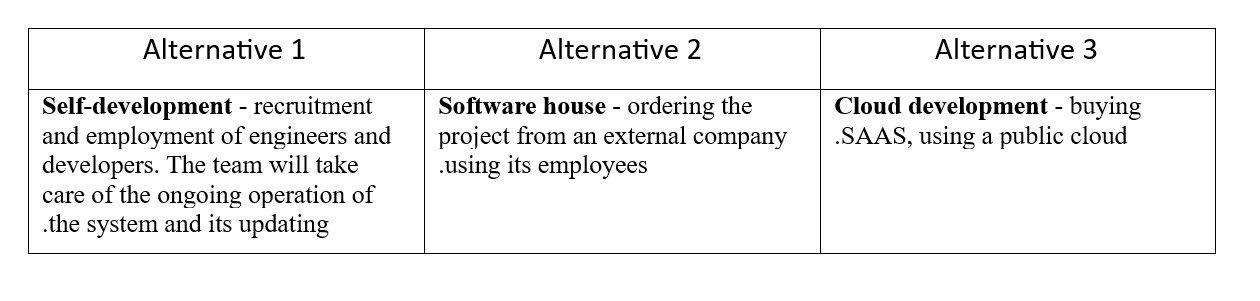 Alternative 1
Alternative 2
Alternative 3
Self-development - recruitment
and employment of engineers and
developers. The team will take
care of the ongoing operation of
.the system and its updating
Software house - ordering the
project from an external company
.using its employees
Cloud development - buying
.SAAS, using a public cloud